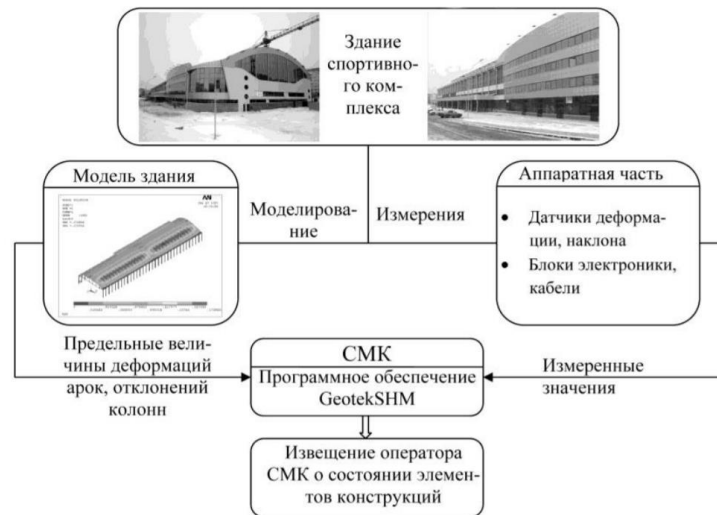 Здание
спортивно-
го ком-
плекса
Модель здания
AN
Моделирова-
ние
Измерения
Аппаратная часть
• Датчики деформа-
ции, наклона
• Блоки электроники,
кабели
Предельные вели-
чины деформаций
арок, отклонений
колонн
СМК
Программное обеспечение
GeotekSHM
Измеренные
значения
Извещение оператора
СМК о состоянии элемен-
тов конструкций